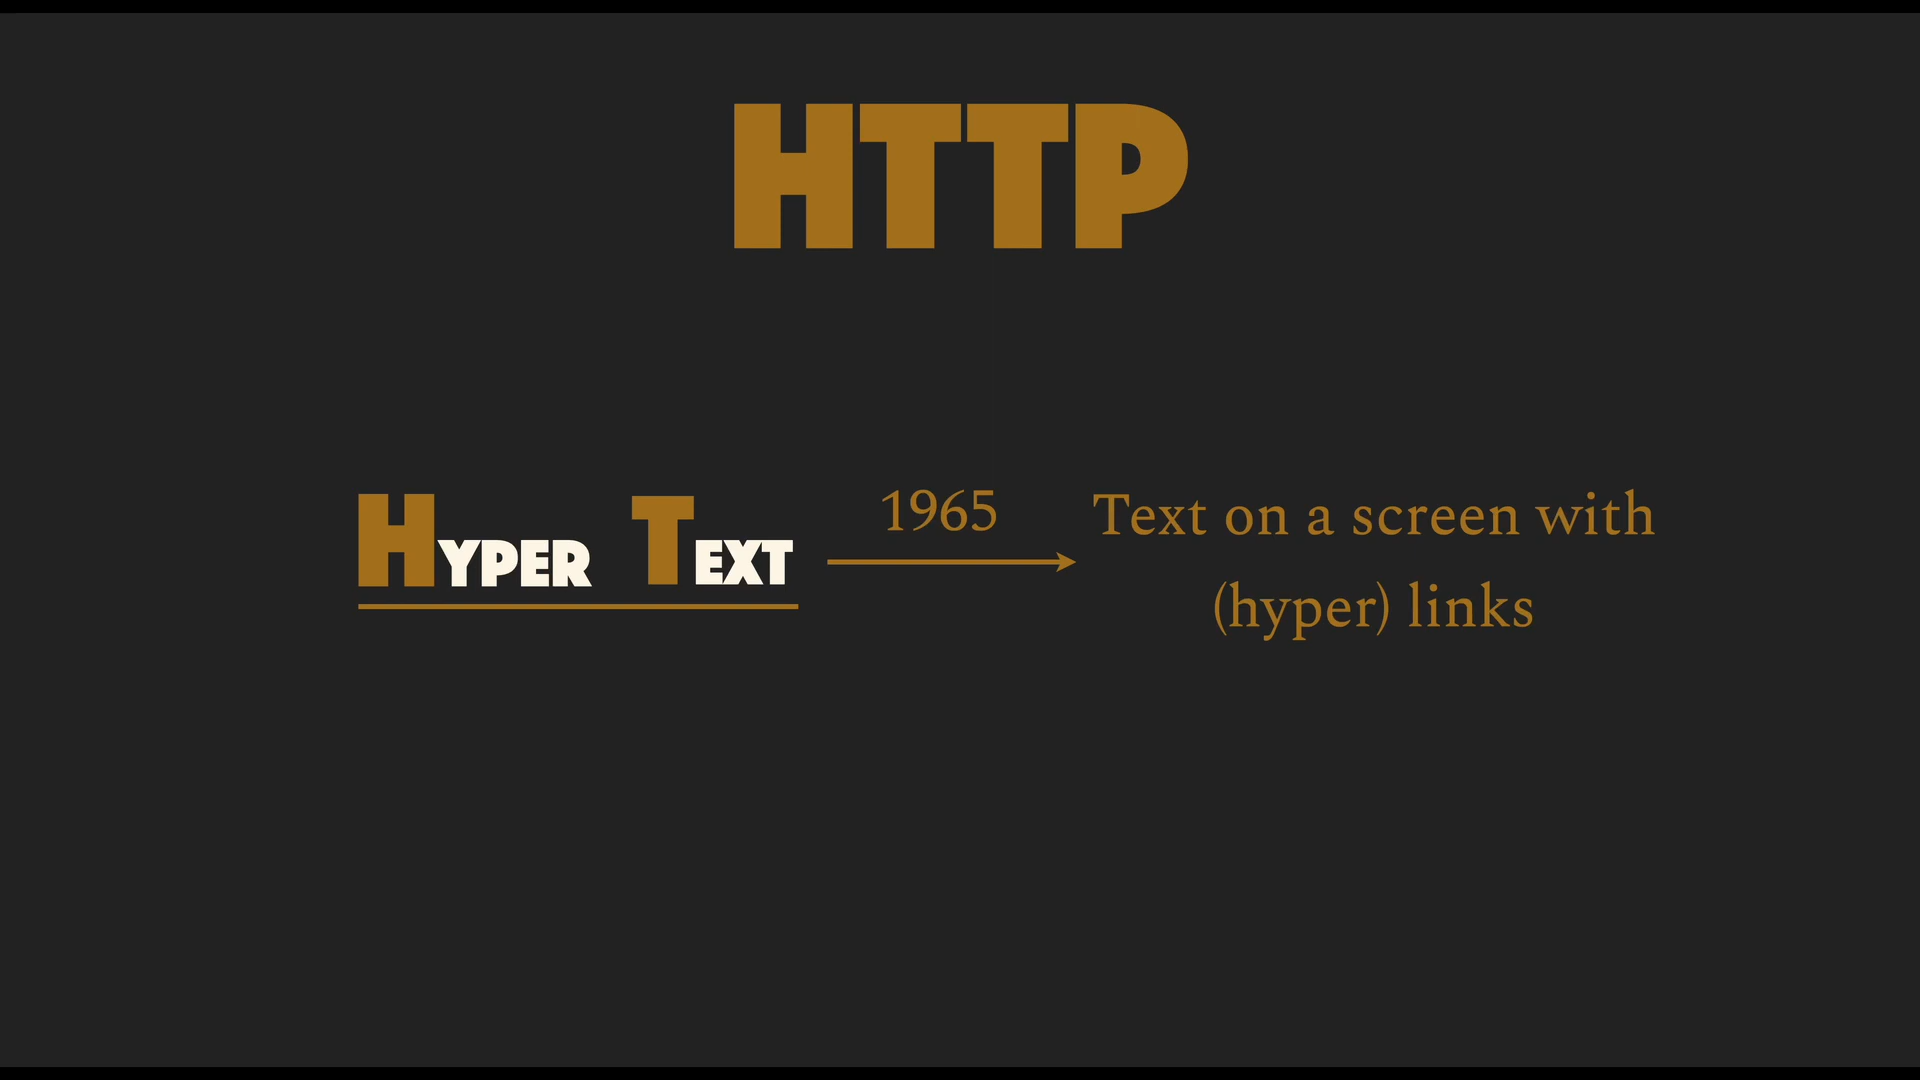 HTTP
HYPER TEXT
1965
Text on a screen with
(hyper) links